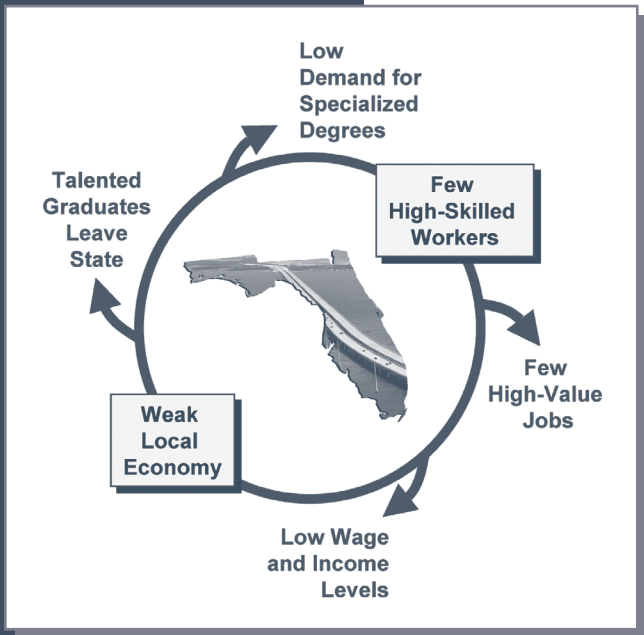 Low
Demand for
Specialized
Degrees
Few
High-Skilled
Workers
Few
High-Value
Jobs
Low Wage
and Income
Levels
Weak
Local
Economy
Talented
Graduates
Leave
State